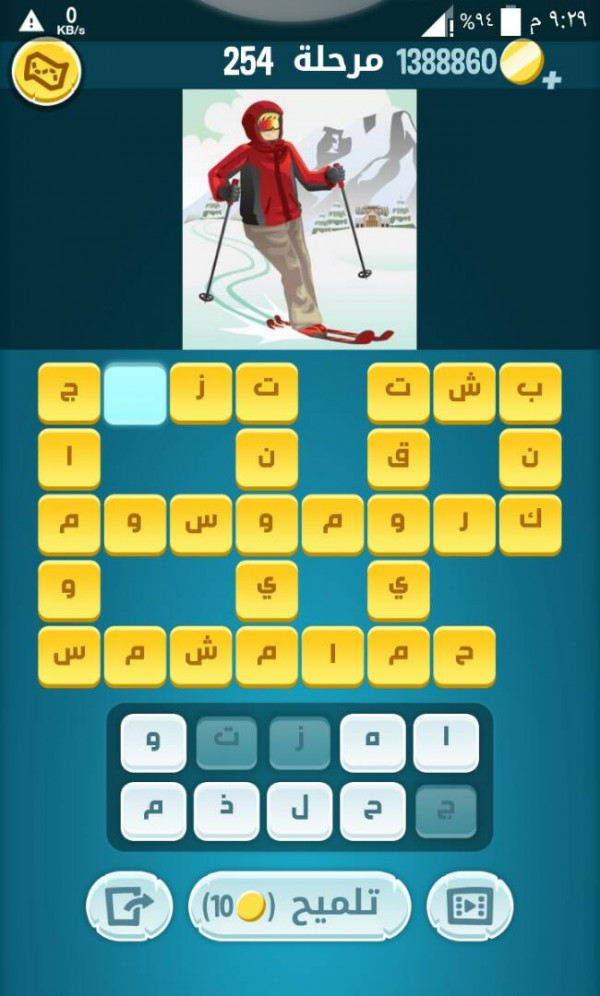 ٩:٢٩ م ٩٤% !
0 KB/s
1388860 مرحلة 254
ب ش ت ت ز ج
ن ق ن ا
ك ر و م و س و م
ي ي و
ح م ا م ش م س
ا ه ز ت و
ج ح ل ذ م
تلميح (10)